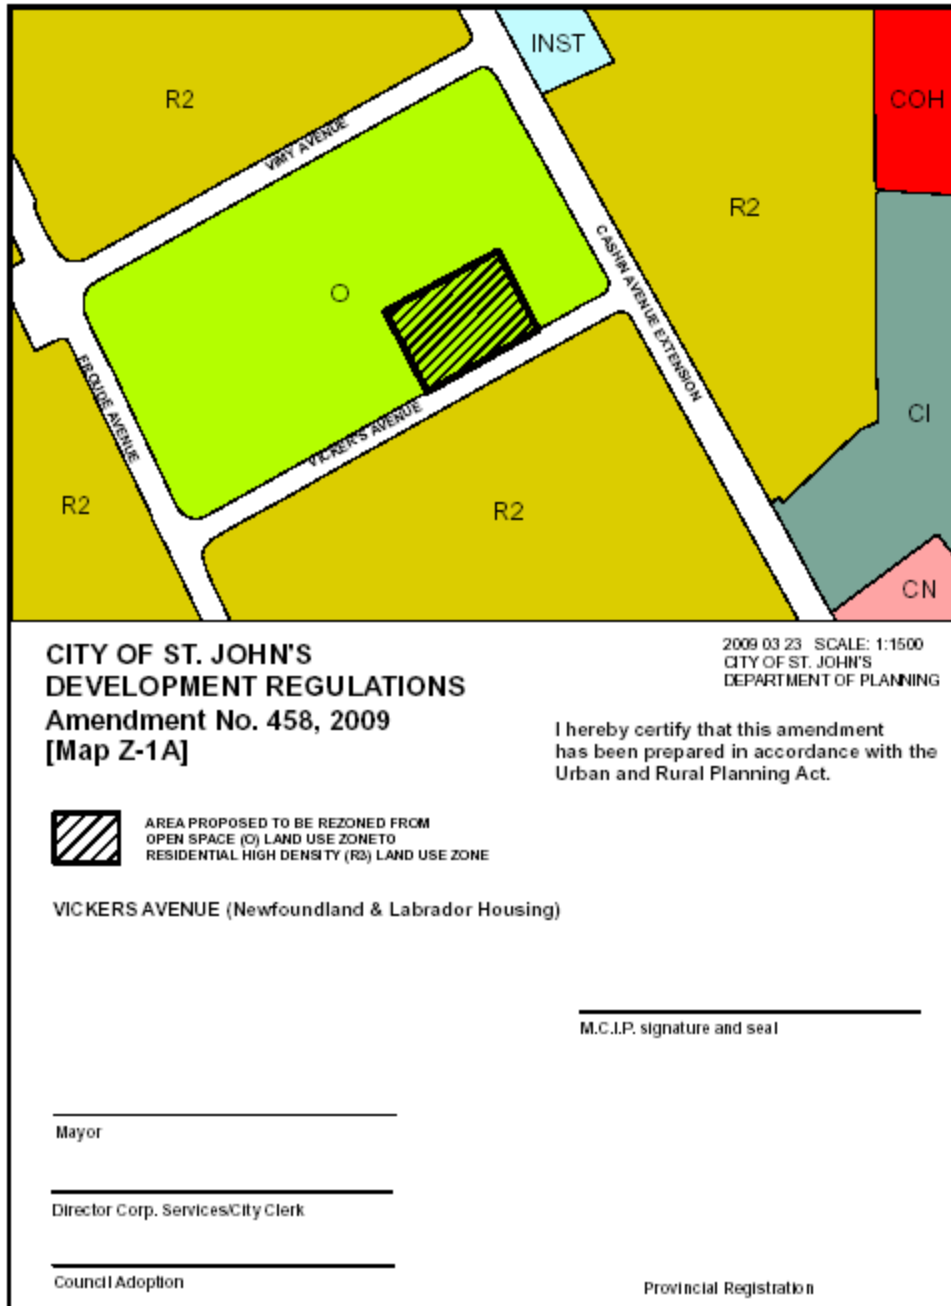 INST
R2
COH
VIMY AVENUE
R2
CASHIN AVENUE EXTENSION
O
FROUDE AVENUE
VICKER'S AVENUE
CI
R2
R2
CN
CITY OF ST. JOHN'S
DEVELOPMENT REGULATIONS
Amendment No. 458, 2009
[Map Z-1A]
2009 03 23 SCALE: 1:1500
CITY OF ST. JOHN'S
DEPARTMENT OF PLANNING
I hereby certify that this amendment
has been prepared in accordance with the
Urban and Rural Planning Act.
AREA PROPOSED TO BE REZONED FROM
OPEN SPACE (O) LAND USE ZONETO
RESIDENTIAL HIGH DENSITY (R3) LAND USE ZONE
VICKERS AVENUE (Newfoundland & Labrador Housing)
M.C.I.P. signature and seal
Mayor
Director Corp. Services/City Clerk
Council Adoption
Provincial Registration